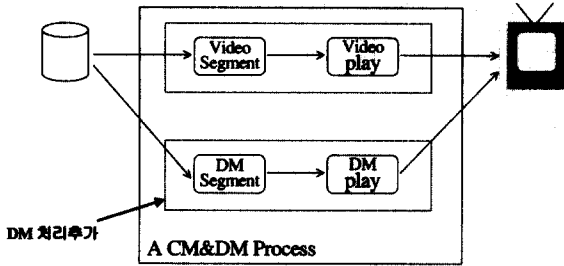 Video
Segment
Video
play
DM
Segment
DM
play
DM 처리추가
A CM&DM Process